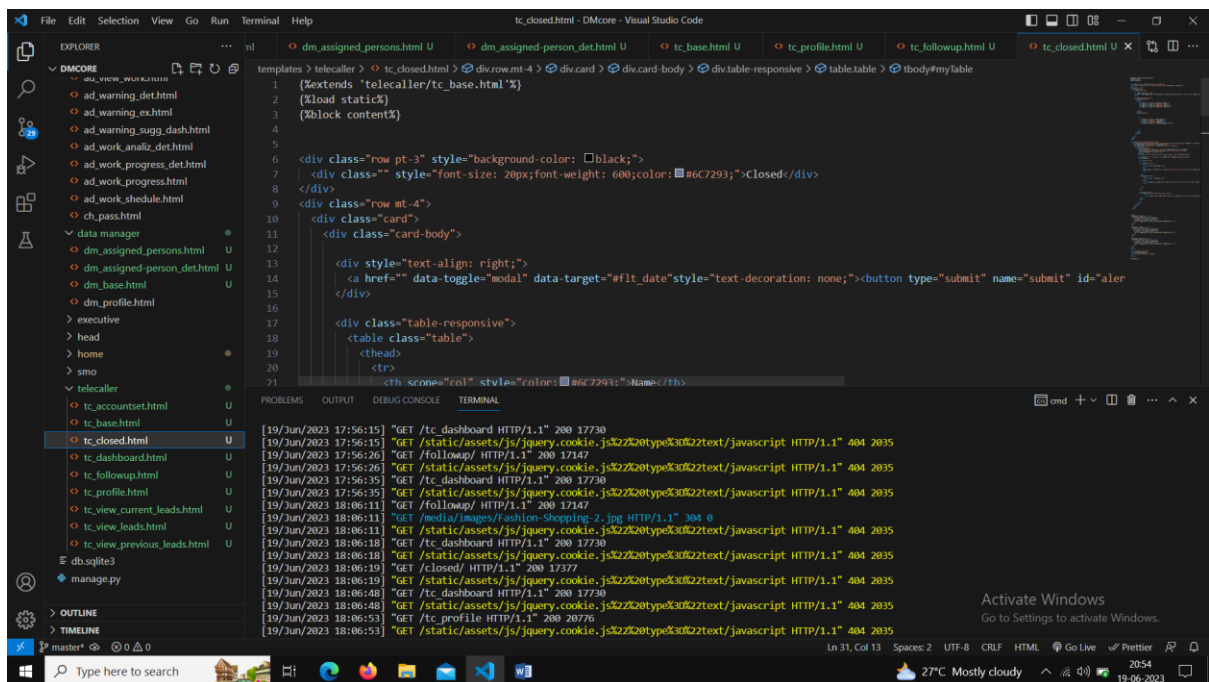 File Edit Selection View Go Run Terminal Help
tc_closed.html - DMcore - Visual Studio Code
EXPLORER
dm_assigned_persons.html U
dm_assigned-person_det.html U
tc_base.html U
tc_profile.html U
tc_followup.html U
tc_closed.html U
DMCORE
templates > telecaller > tc_closed.html > div.row.mt-4 > div.card > div.card-body > div.table-responsive > table.table > tbody#myTable
ad_warning_det.html
ad_warning_ex.html
ad_warning_sugg_dash.html
ad_work_analiz_det.html
ad_work_progress_det.html
ad_work_progress.html
ad_work_shedule.html
ch_pass.html
data manager
dm_assigned_persons.html U
dm_assigned-person_det.html U
dm_base.html U
dm_profile.html
executive
head
home
smo
telecaller
tc_accountset.html U
tc_base.html U
tc_closed.html U
tc_dashboard.html U
tc_followup.html U
tc_profile.html U
tc_view_current_leads.html U
tc_view_leads.html U
tc_view_previous_leads.html U
db.sqlite3
manage.py
OUTLINE
TIMELINE
29
1 {%extends 'telecaller/tc_base.html'%}
2 {%load static%}
3 {%block content%}
4
5
6 <div class="row pt-3" style="background-color: black;">
7 <div class="" style="font-size: 20px;font-weight: 600;color: #6C7293;">Closed</div>
8 </div>
9 <div class="row mt-4">
10 <div class="card">
11 <div class="card-body">
12
13 <div style="text-align: right;">
14 <a href="" data-toggle="modal" data-target="#flt_date"style="text-decoration: none;"><button type="submit" name="submit" id="aler
15 </div>
16
17 <div class="table-responsive">
18 <table class="table">
19 <thead>
20 <tr>
21 <th scope="col" style="color: #6C7293;">Name</th>
PROBLEMS OUTPUT DEBUG CONSOLE TERMINAL
cmd
[19/Jun/2023 17:56:15] "GET /tc_dashboard HTTP/1.1" 200 17730
[19/Jun/2023 17:56:15] "GET /static/assets/js/jquery.cookie.js%22%20type%3D%22text/javascript HTTP/1.1" 404 2035
[19/Jun/2023 17:56:26] "GET /followup/ HTTP/1.1" 200 17147
[19/Jun/2023 17:56:26] "GET /static/assets/js/jquery.cookie.js%22%20type%3D%22text/javascript HTTP/1.1" 404 2035
[19/Jun/2023 17:56:35] "GET /tc_dashboard HTTP/1.1" 200 17730
[19/Jun/2023 17:56:35] "GET /static/assets/js/jquery.cookie.js%22%20type%3D%22text/javascript HTTP/1.1" 404 2035
[19/Jun/2023 18:06:11] "GET /followup/ HTTP/1.1" 200 17147
[19/Jun/2023 18:06:11] "GET /media/images/Fashion-Shopping-2.jpg HTTP/1.1" 304 0
[19/Jun/2023 18:06:11] "GET /static/assets/js/jquery.cookie.js%22%20type%3D%22text/javascript HTTP/1.1" 404 2035
[19/Jun/2023 18:06:18] "GET /tc_dashboard HTTP/1.1" 200 17730
[19/Jun/2023 18:06:18] "GET /static/assets/js/jquery.cookie.js%22%20type%3D%22text/javascript HTTP/1.1" 404 2035
[19/Jun/2023 18:06:19] "GET /closed/ HTTP/1.1" 200 17377
[19/Jun/2023 18:06:19] "GET /static/assets/js/jquery.cookie.js%22%20type%3D%22text/javascript HTTP/1.1" 404 2035
[19/Jun/2023 18:06:48] "GET /tc_dashboard HTTP/1.1" 200 17730
[19/Jun/2023 18:06:48] "GET /static/assets/js/jquery.cookie.js%22%20type%3D%22text/javascript HTTP/1.1" 404 2035
[19/Jun/2023 18:06:53] "GET /tc_profile HTTP/1.1" 200 20776
[19/Jun/2023 18:06:53] "GET /static/assets/js/jquery.cookie.js%22%20type%3D%22text/javascript HTTP/1.1" 404 2035
Activate Windows
Go to Settings to activate Windows.
master* 0 0 Ln 31, Col 13 Spaces: 2 UTF-8 CRLF HTML Go Live Prettier
Type here to search
27°C Mostly cloudy
20:54
19-06-2023